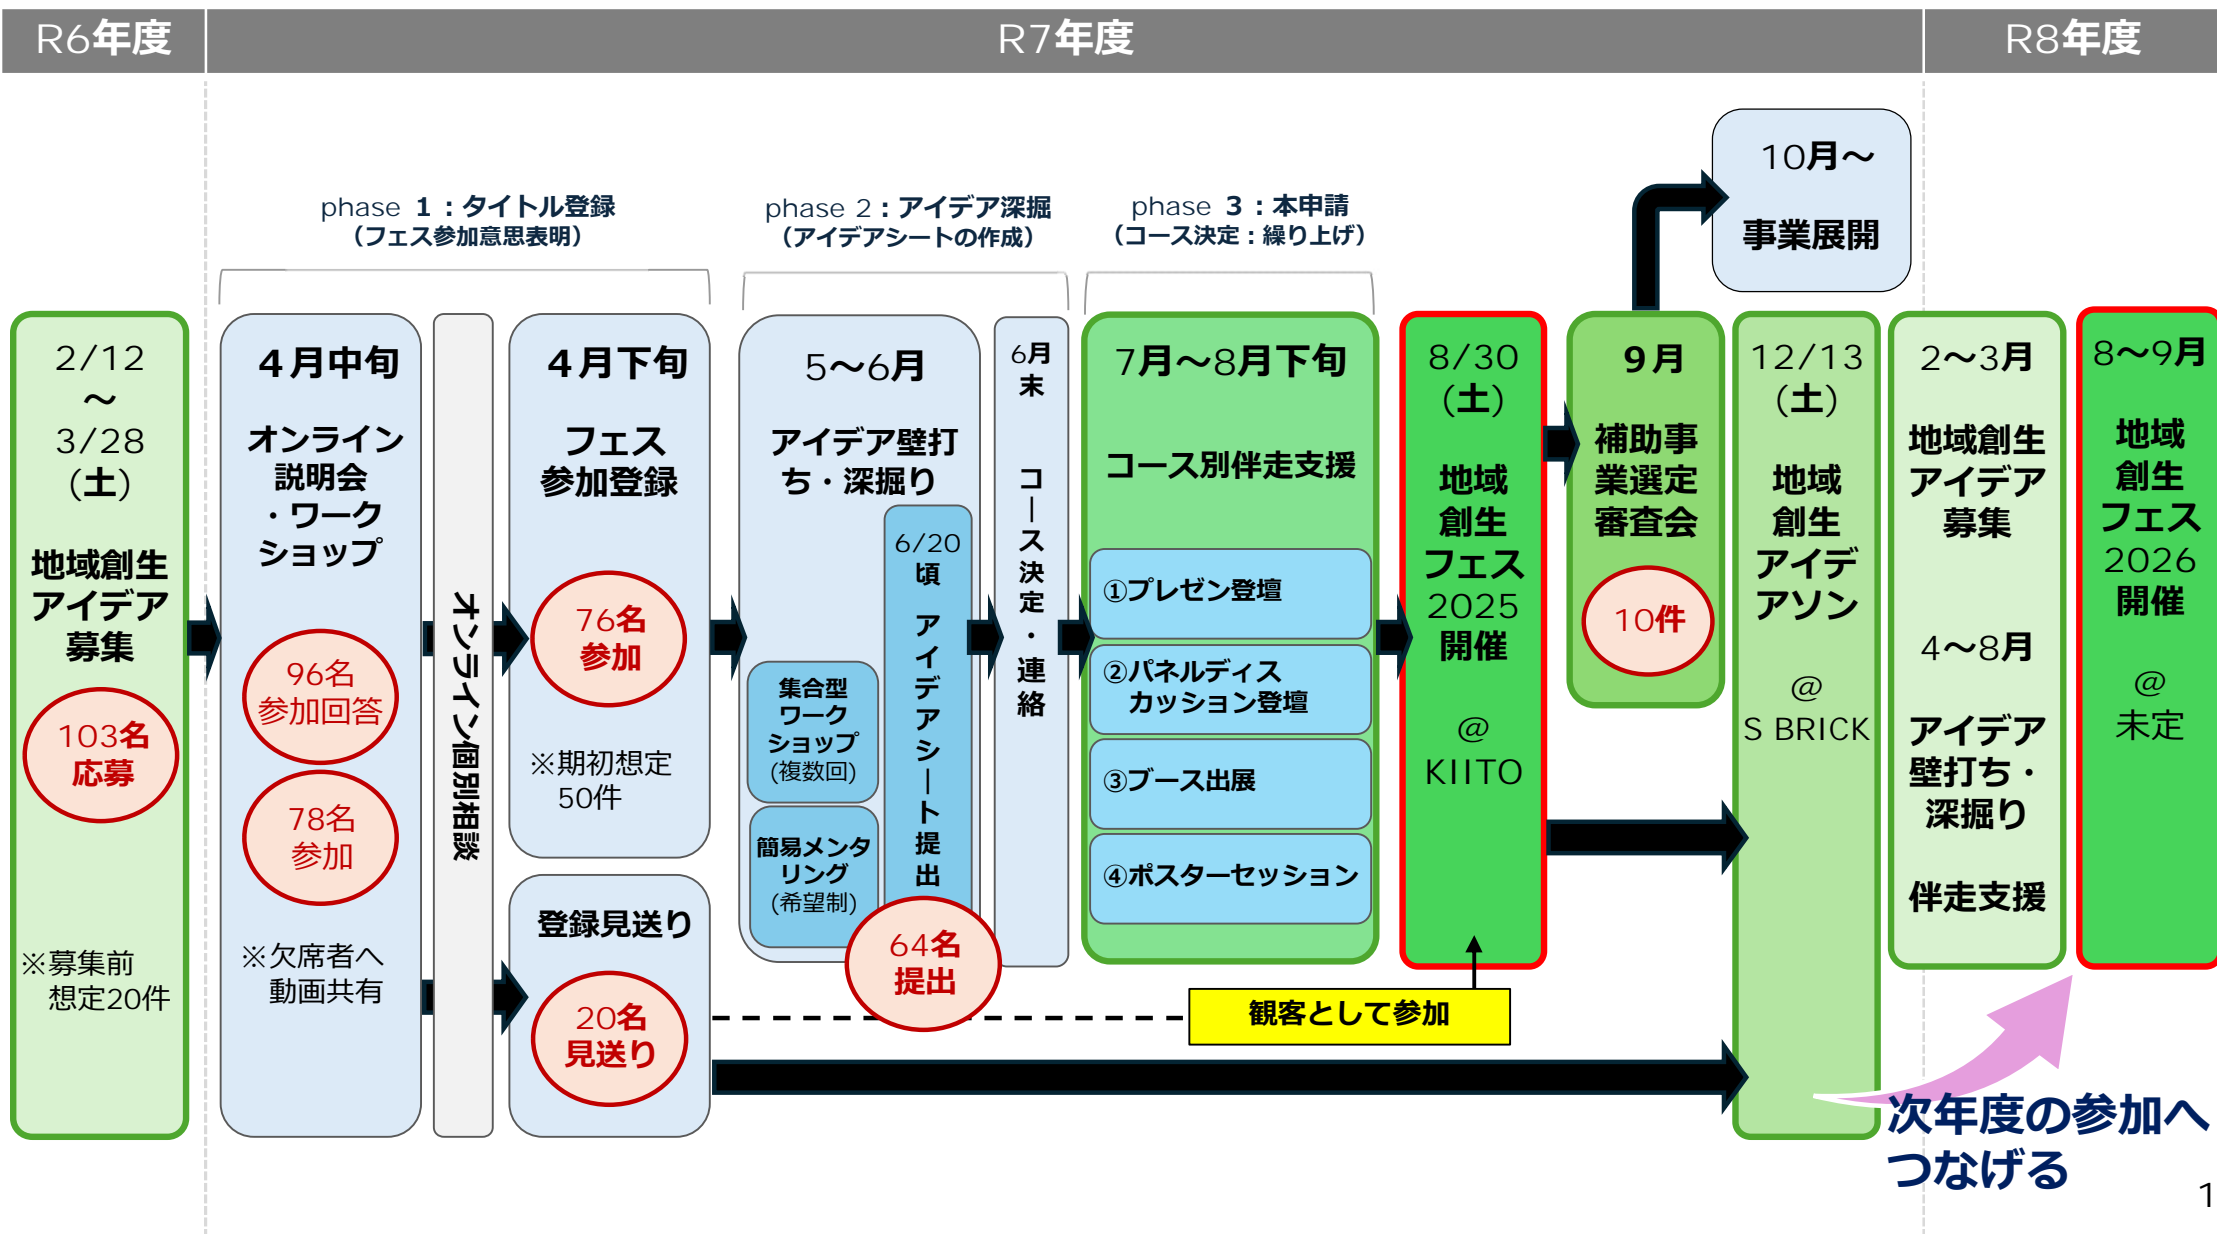 R6年度
R7年度
R8年度
phase 1：タイトル登録
（フェス参加意思表明）
phase 2：アイデア深掘
（アイデアシートの作成）
phase 3：本申請
（コース決定：繰り上げ）
10月～
事業展開
2/12
～
3/28
(土)
地域創生
アイデア
募集
103名
応募
※募集前
想定20件
４月中旬
オンライン
説明会
・ワーク
ショップ
96名
参加回答
78名
参加
※欠席者へ
動画共有
オンライン個別相談
４月下旬
フェス
参加登録
76名
参加
※期初想定
50件
登録見送り
20名
見送り
5～6月
アイデア壁打
ち・深掘り
集合型
ワーク
ショップ
(複数回)
簡易メンタ
リング
(希望制)
6/20
頃
アイデアシート提出
64名
提出
6月
末
コース決定・連絡
7月～8月下旬
コース別伴走支援
①プレゼン登壇
②パネルディス
カッション登壇
③ブース出展
④ポスターセッション
8/30
(土)
地域
創生
フェス
2025
開催
@
KIITO
観客として参加
９月
補助事
業選定
審査会
10件
12/13
(土)
地域
創生
アイデ
アソン
@
S BRICK
2～3月
地域創生
アイデア
募集
4～8月
アイデア
壁打ち・
深掘り
伴走支援
8～9月
地域
創生
フェス
2026
開催
@
未定
次年度の参加へ
つなげる
1